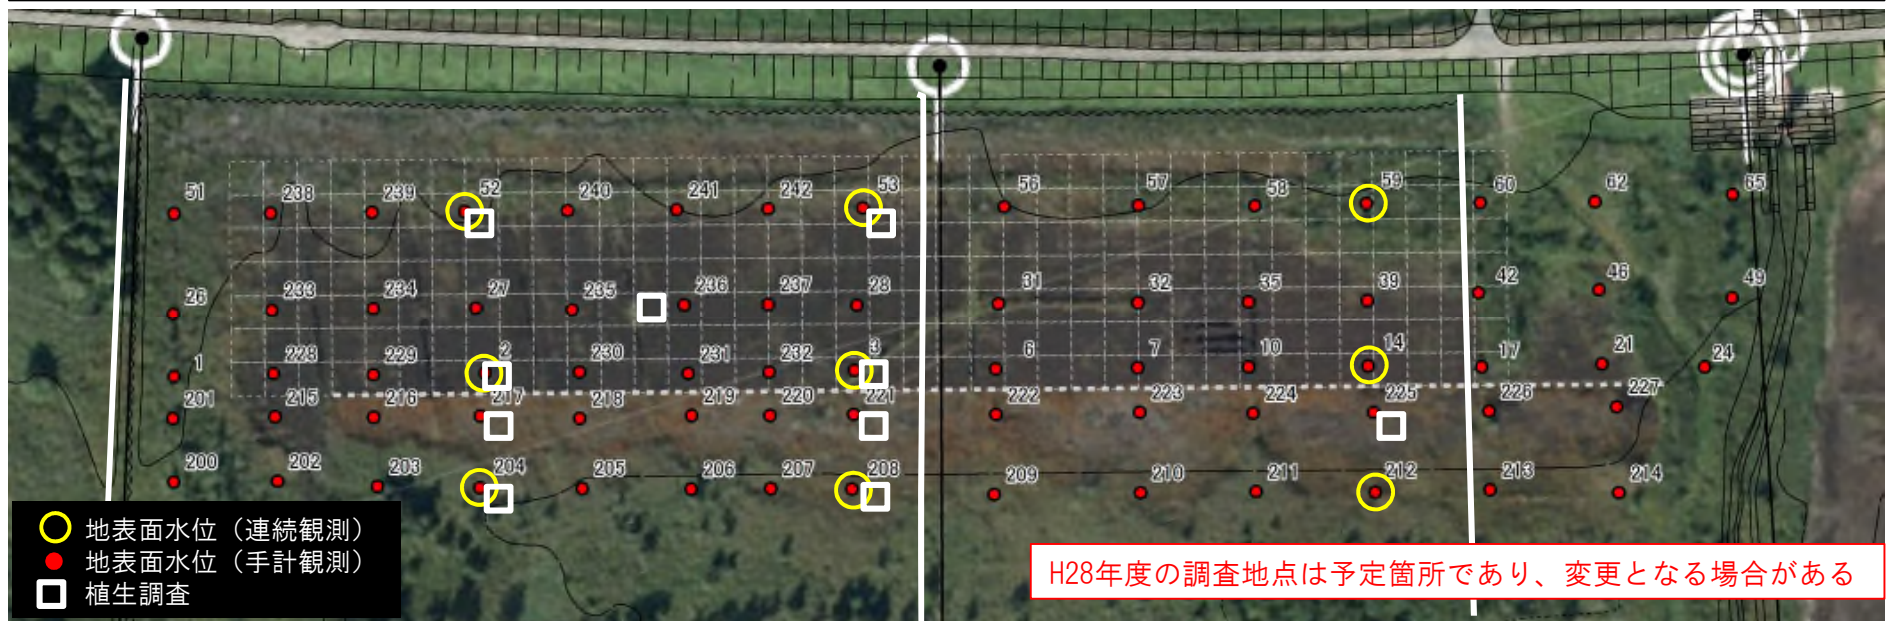 51 238 239 52 240 241 242 53 56 57 58 59 60 62 65
26 233 234 27 235 236 237 28 31 32 35 39 42 46 49
1 228 229 2 230 231 232 3 6 7 10 14 17 21 24
201 215 216 217 218 219 220 221 222 223 224 225 226 227
200 202 203 204 205 206 207 208 209 210 211 212 213 214
地表面水位（連続観測）
地表面水位（手計観測）
植生調査
H28年度の調査地点は予定箇所であり、変更となる場合がある